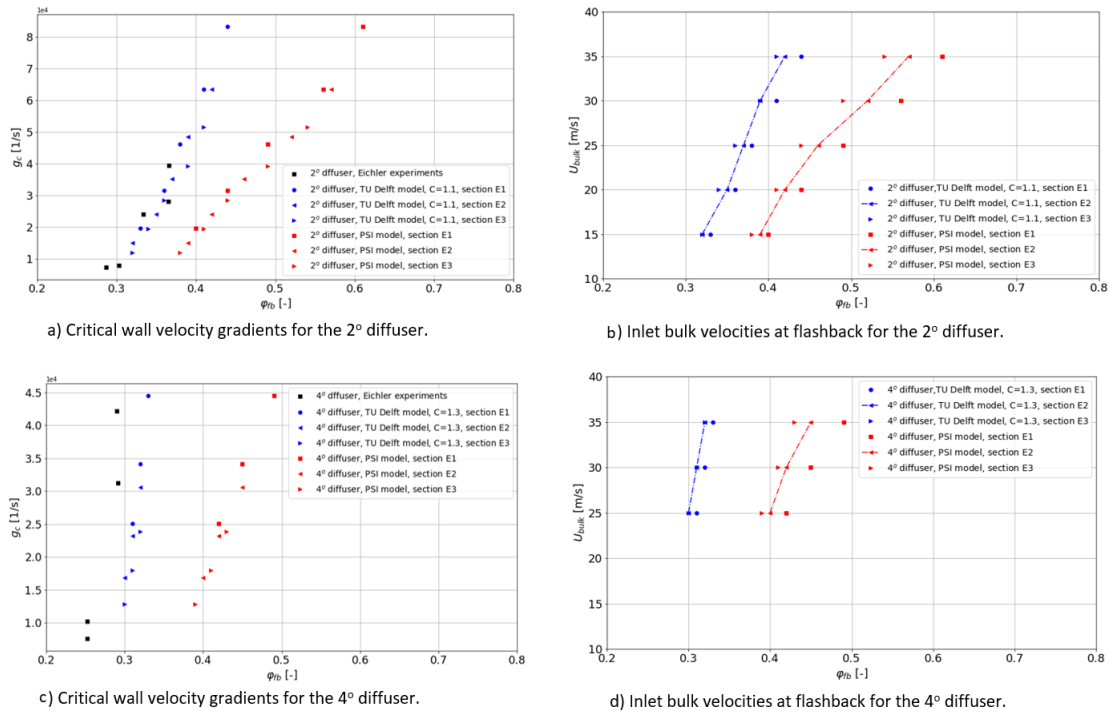 1e4
8
7
6
5
4
3
2
1
g_c [1/s]
2° dffuser, Eichler experiments
2° diffuser, TU Delft model, C=1.1, section E1
2° diffuser, TU Delft model, C=1.1, section E2
2° diffuser, TU Delft model, C=1.1, section E3
2° diffuser, PSI model, section E1
2° diffuser, PSI model, section E2
2° diffuser, PSI model, section E3
0.2 0.3 0.4 0.5 0.6 0.7 0.8
φ_fb [-]
a) Critical wall velocity gradients for the 2° diffuser.
40
35
30
25
20
15
10
U_bulk [m/s]
2° diffuser,TU Delft model, C=1.1, section E1
2° diffuser, TU Delft model, C=1.1, section E2
2° diffuser, TU Delft model, C=1.1, section E3
2° diffuser, PSI model, section E1
2° diffuser, PSI model, section E2
2° diffuser, PSI model, section E3
0.2 0.3 0.4 0.5 0.6 0.7 0.8
φ_fb [-]
b) Inlet bulk velocities at flashback for the 2° diffuser.
1e4
4.5
4.0
3.5
3.0
2.5
2.0
1.5
1.0
g_c [1/s]
4° dffuser, Eichler experiments
4° diffuser, TU Delft model, C=1.3, section E1
4° diffuser, TU Delft model, C=1.3, section E2
4° diffuser, TU Delft model, C=1.3, section E3
4° diffuser, PSI model, section E1
4° diffuser, PSI model, section E2
4° diffuser, PSI model, section E3
0.2 0.3 0.4 0.5 0.6 0.7 0.8
φ_fb [-]
c) Critical wall velocity gradients for the 4° diffuser.
40
35
30
25
20
15
10
U_bulk [m/s]
4° diffuser,TU Delft model, C=1.3, section E1
4° diffuser, TU Delft model, C=1.3, section E2
4° diffuser, TU Delft model, C=1.3, section E3
4° diffuser, PSI model, section E1
4° diffuser, PSI model, section E2
4° diffuser, PSI model, section E3
0.2 0.3 0.4 0.5 0.6 0.7 0.8
φ_fb [-]
d) Inlet bulk velocities at flashback for the 4° diffuser.